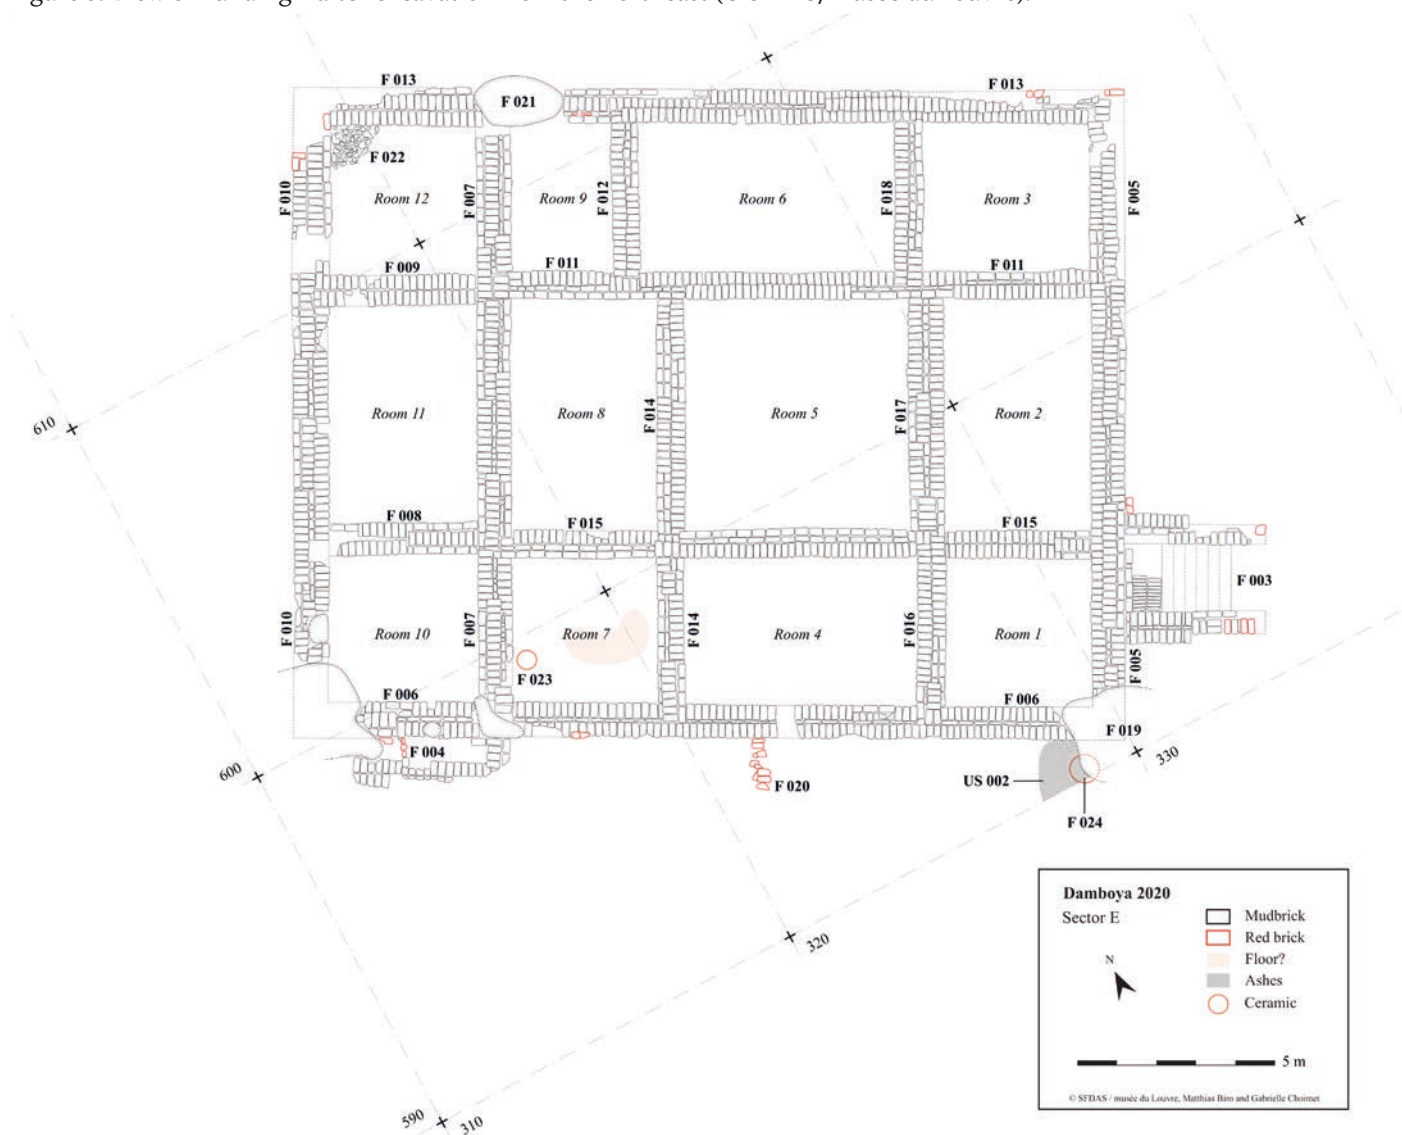 F 013
F 013
F 021
F 022
F 010
Room 12
F 007
Room 9
F 012
Room 6
F 018
Room 3
F 005
F 009
F 011
F 011
610
Room 11
Room 8
F 014
Room 5
F 017
Room 2
F 008
F 015
F 015
F 003
F 010
Room 10
F 007
Room 7
F 014
Room 4
F 016
Room 1
F 005
F 023
F 006
F 006
F 019
F 004
330
600
US 002
F 020
F 024
320
590
310
Damboya 2020
Sector E
N
Mudbrick
Red brick
Floor?
Ashes
Ceramic
5 m
© SFDAS / musée du Louvre, Matthias Biro and Gabrielle Choimet